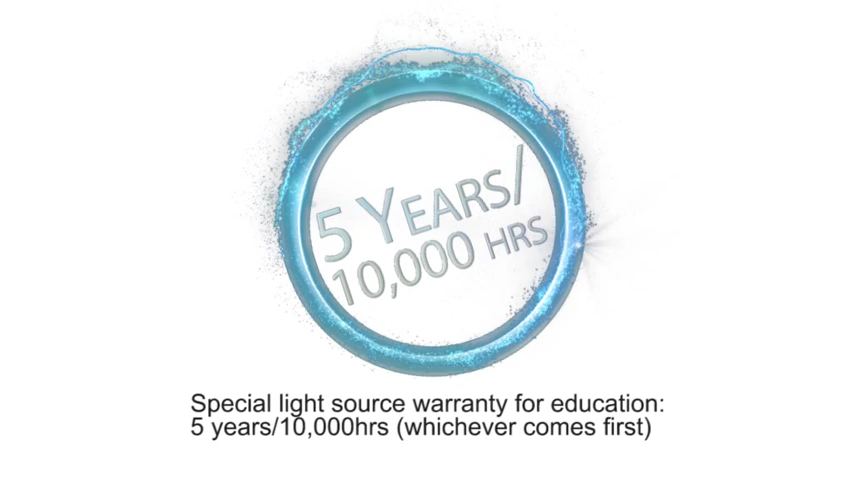 5 YEARS/
10,000 HRS
Special light source warranty for education:
5 years/10,000hrs (whichever comes first)